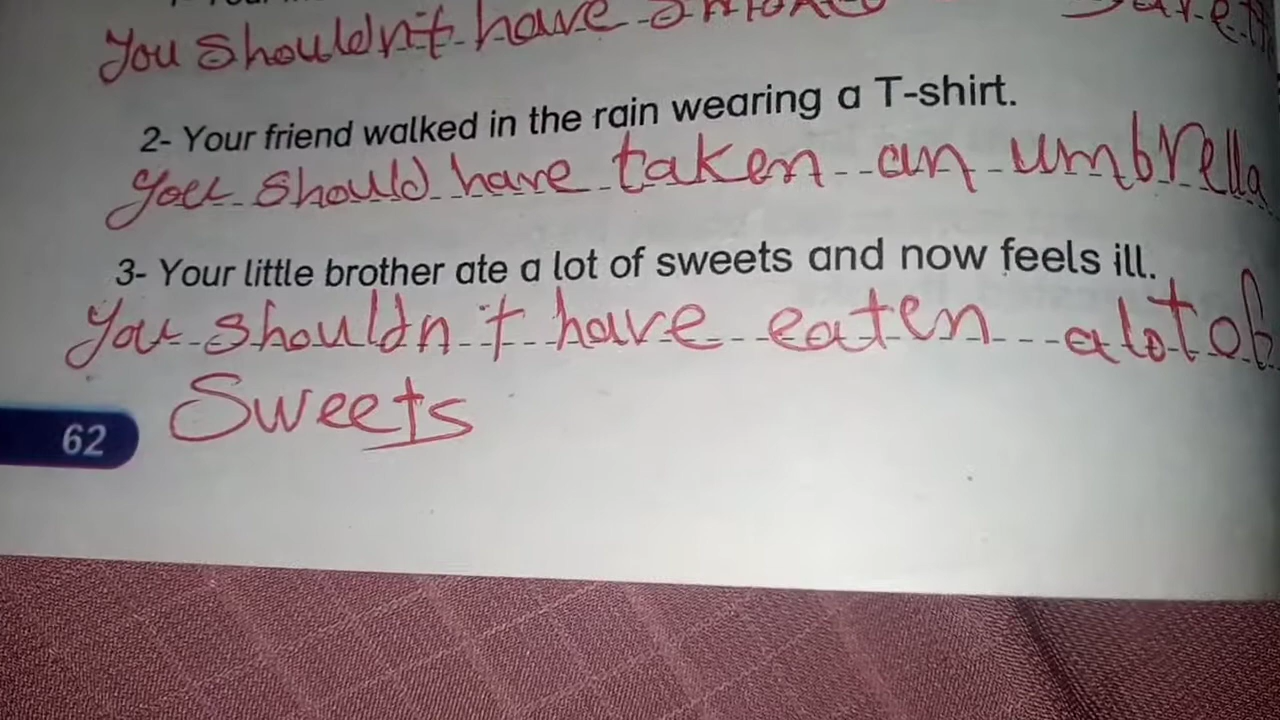 You shouldn't have
2- Your friend walked in the rain wearing a T-shirt.
you should have taken an umbrella
3- Your little brother ate a lot of sweets and now feels ill.
You shouldn't have eaten alot of
Sweets
62